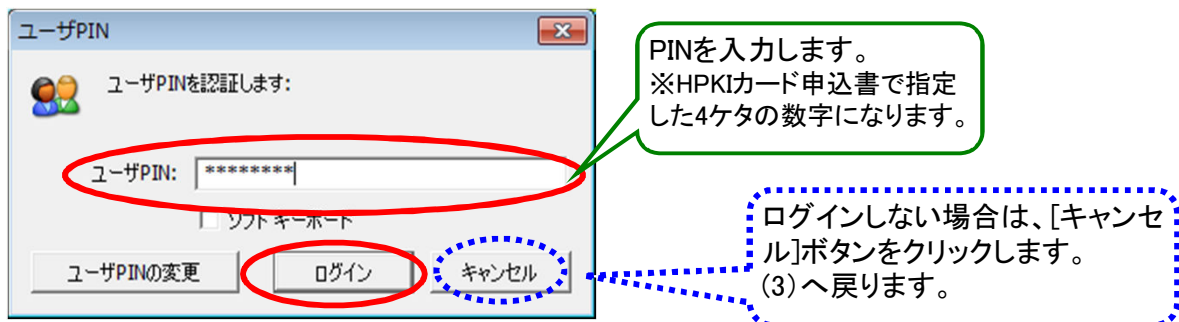 ユーザPIN
ユーザPINを認証します:
ユーザPIN: ********
ソフト キーボード
ユーザPINの変更
ログイン
キャンセル
PINを入力します。
※HPKIカード申込書で指定
した4ケタの数字になります。
ログインしない場合は、[キャンセ
ル]ボタンをクリックします。
(3)へ戻ります。